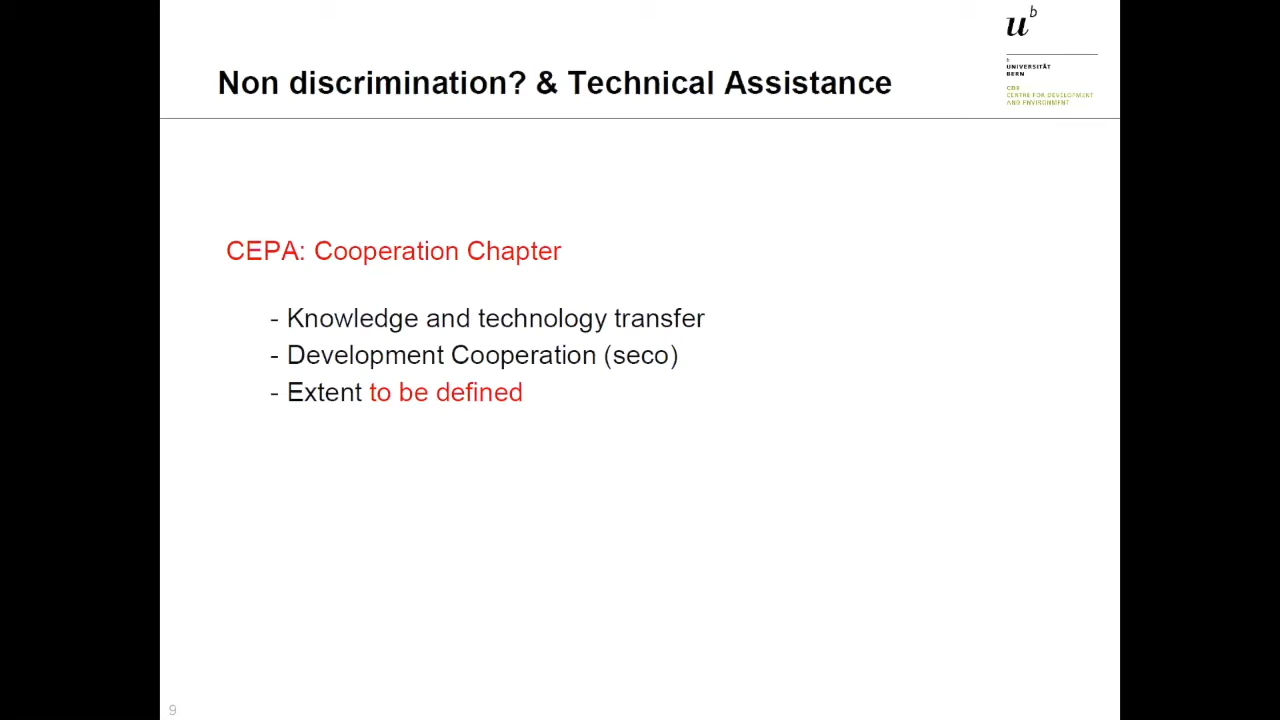 u b
b
UNIVERSITÄT
BERN
CDE
CENTRE FOR DEVELOPMENT
AND ENVIRONMENT
Non discrimination? & Technical Assistance
CEPA: Cooperation Chapter
- Knowledge and technology transfer
- Development Cooperation (seco)
- Extent to be defined
9